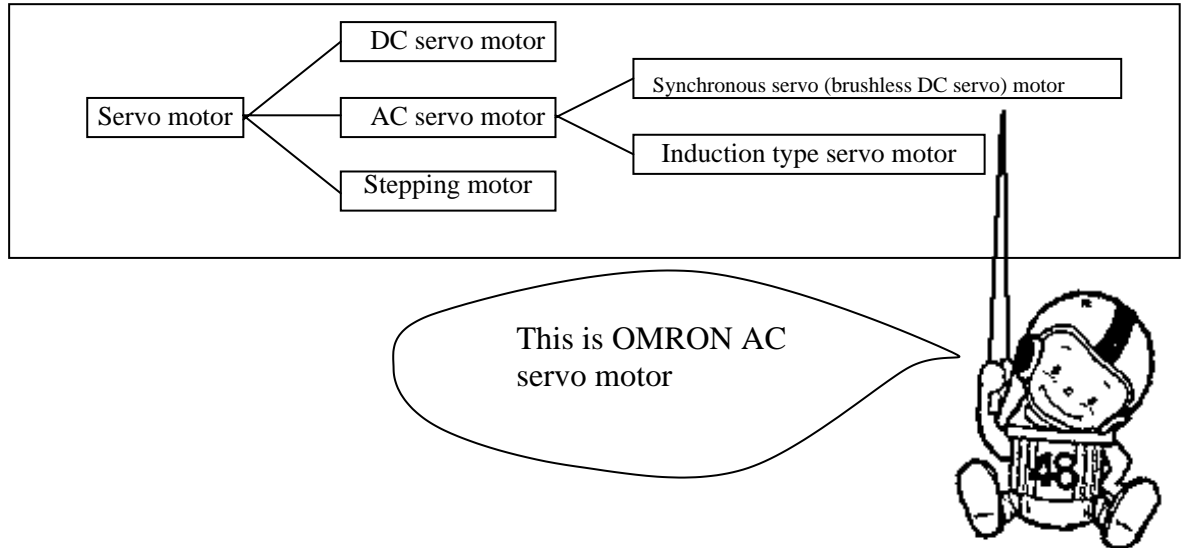 DC servo motor
Synchronous servo (brushless DC servo) motor
Servo motor
AC servo motor
Induction type servo motor
Stepping motor
This is OMRON AC
servo motor
48